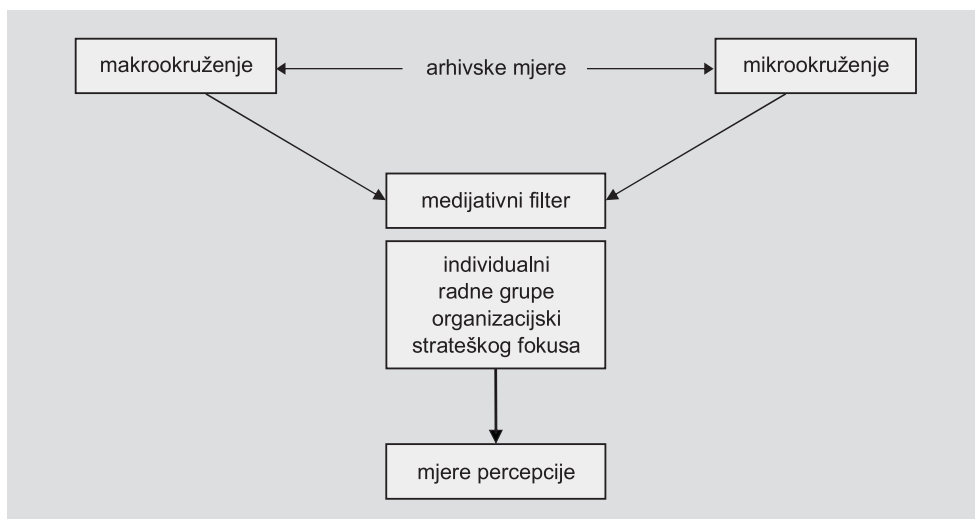 makrookruženje
arhivske mjere
mikrookruženje
medijativni filter
individualni
radne grupe
organizacijski
strateškog fokusa
mjere percepcije